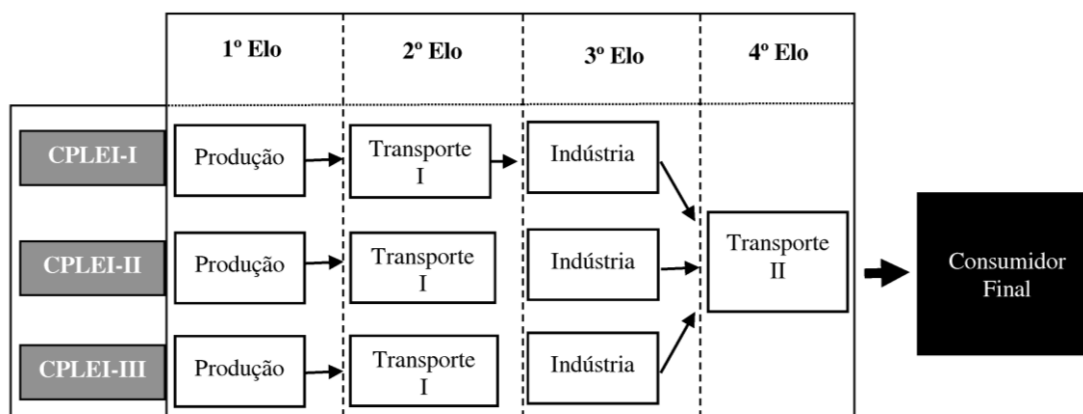 1º Elo
2º Elo
3º Elo
4º Elo
CPLEI-I
Produção
Transporte
I
Indústria
CPLEI-II
Produção
Transporte
I
Indústria
Transporte
II
Consumidor
Final
CPLEI-III
Produção
Transporte
I
Indústria